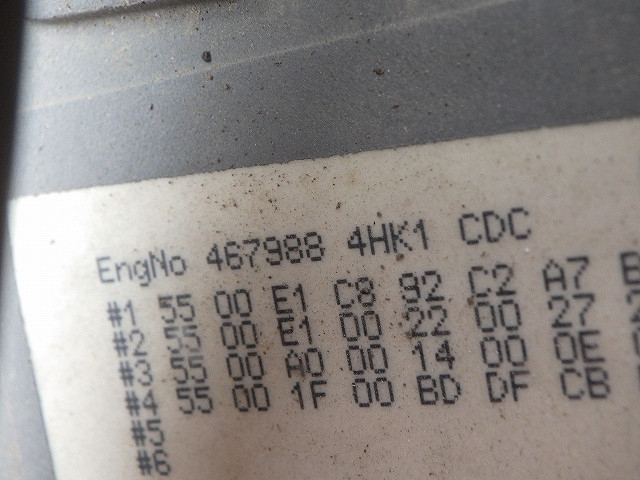 EngNo 467988 4HK1 CDC
#1 55 00 E1 C8 92 C2 A7
#2 55 00 E1 00 22 00 27
#3 55 00 A0 00 14 00 0E
#4 55 00 1F 00 BD DF CB
#5
#6